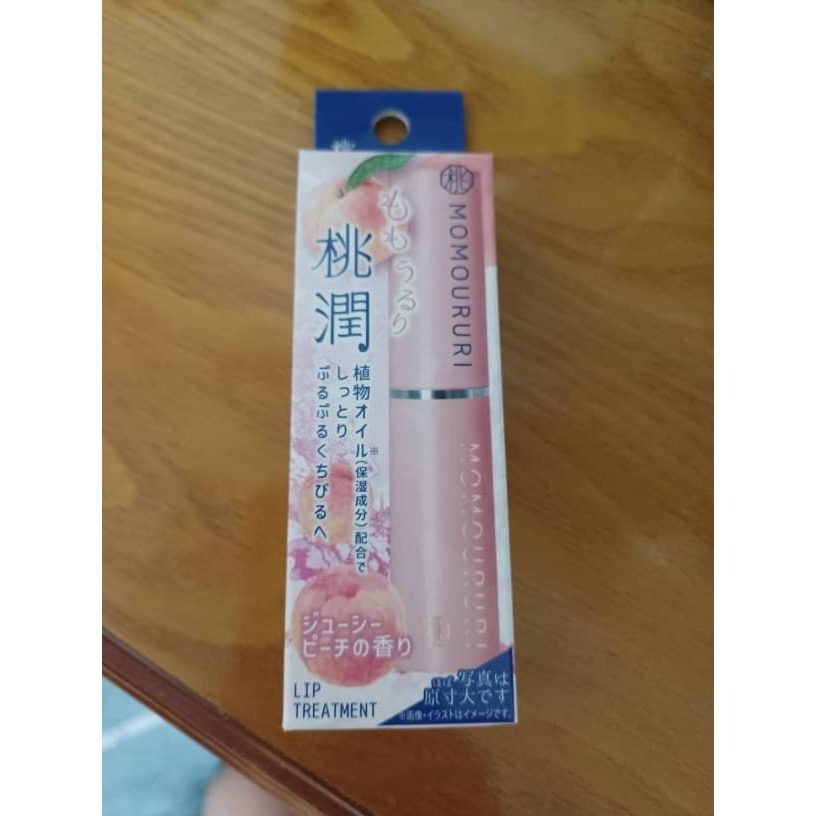 桃
MOMOURURI
ももうるり
桃潤
植物オイル※(保湿成分)配合で
しっとり
ぷるぷるくちびるへ
MOMOURURI
ジューシー
ピーチの香り
LIP
TREATMENT
ほぼ写真は
原寸大です
※画像・イラストはイメージです。